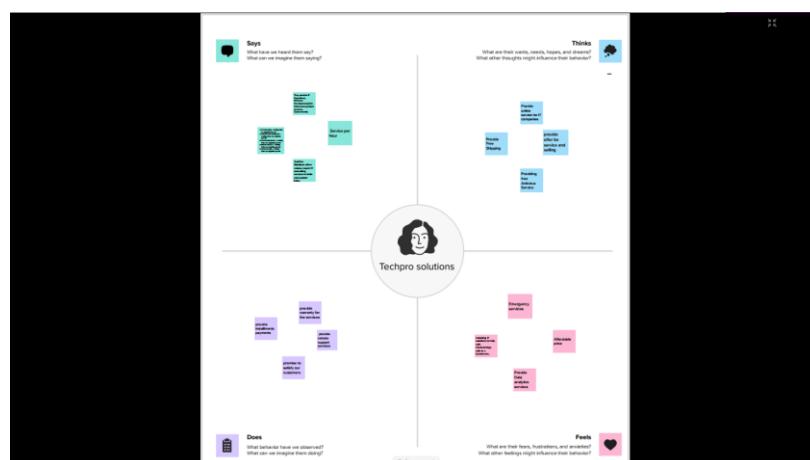 Says
What have we heard them say?
What can we imagine them saying?
Thinks
What are their wants, needs, hopes, and dreams?
What other thoughts might influence their behavior?
Service per
hour
Provide
online
service for IT
companies
Provide
Free
Shipping
provide
offer for
service and
selling
Providing
free
Antivirus
Service
Techpro solutions
provide
warranty for
the services
provide
installments
payments
provide
remote
support
services
promise to
satisfy our
customers
Emergency
services
Affordable
price
Provide
Data
analytics
services
Does
What behavior have we observed?
What can we imagine them doing?
Feels
What are their fears, frustrations, and anxieties?
What other feelings might influence their behavior?